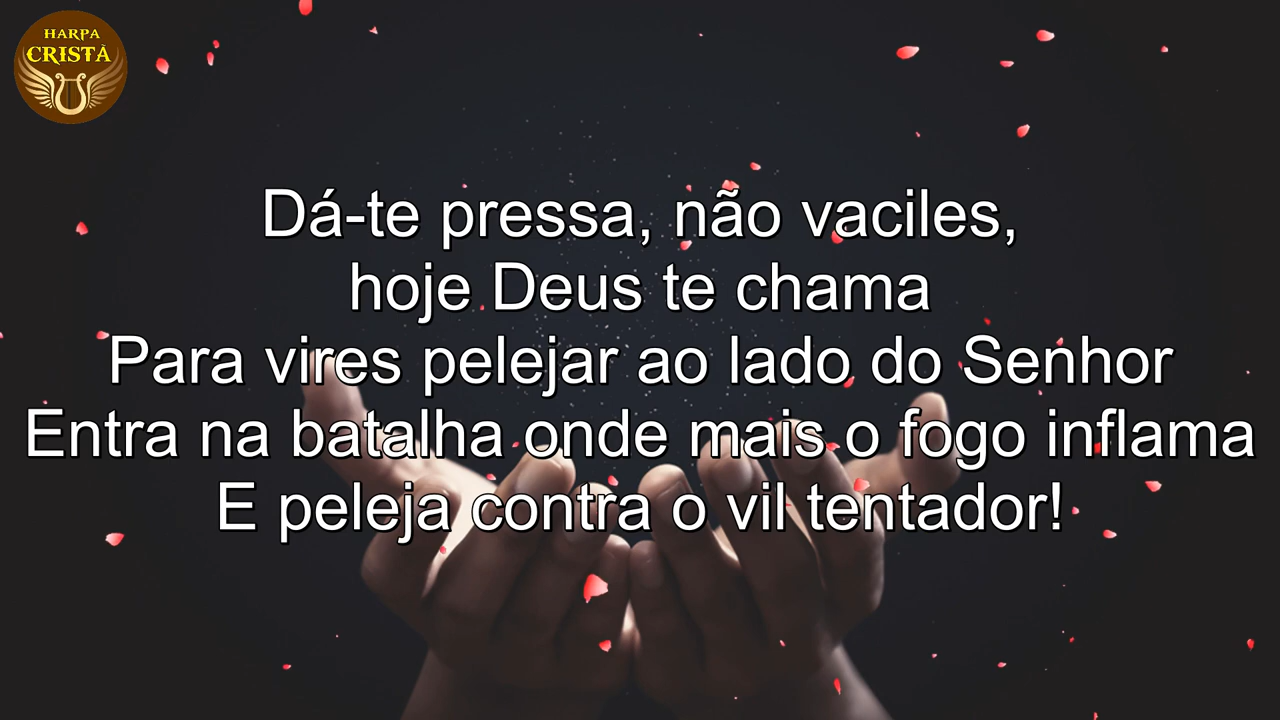 HARPA
CRISTÃ
Dá-te pressa, não vaciles,
hoje Deus te chama
Para vires pelejar ao lado do Senhor
Entra na batalha onde mais o fogo inflama
E peleja contra o vil tentador!